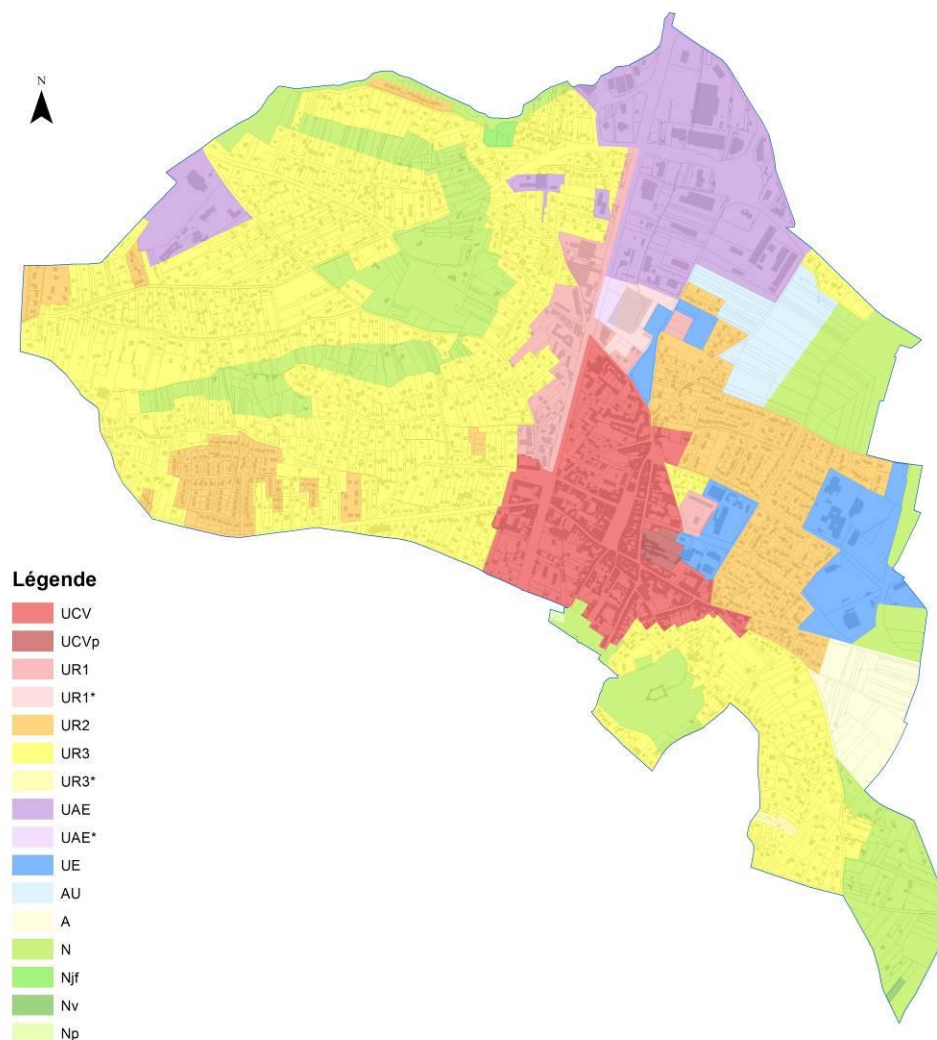 N
Légende
UCV
UCVp
UR1
UR1*
UR2
UR3
UR3*
UAE
UAE*
UE
AU
A
N
Njf
Nv
Np